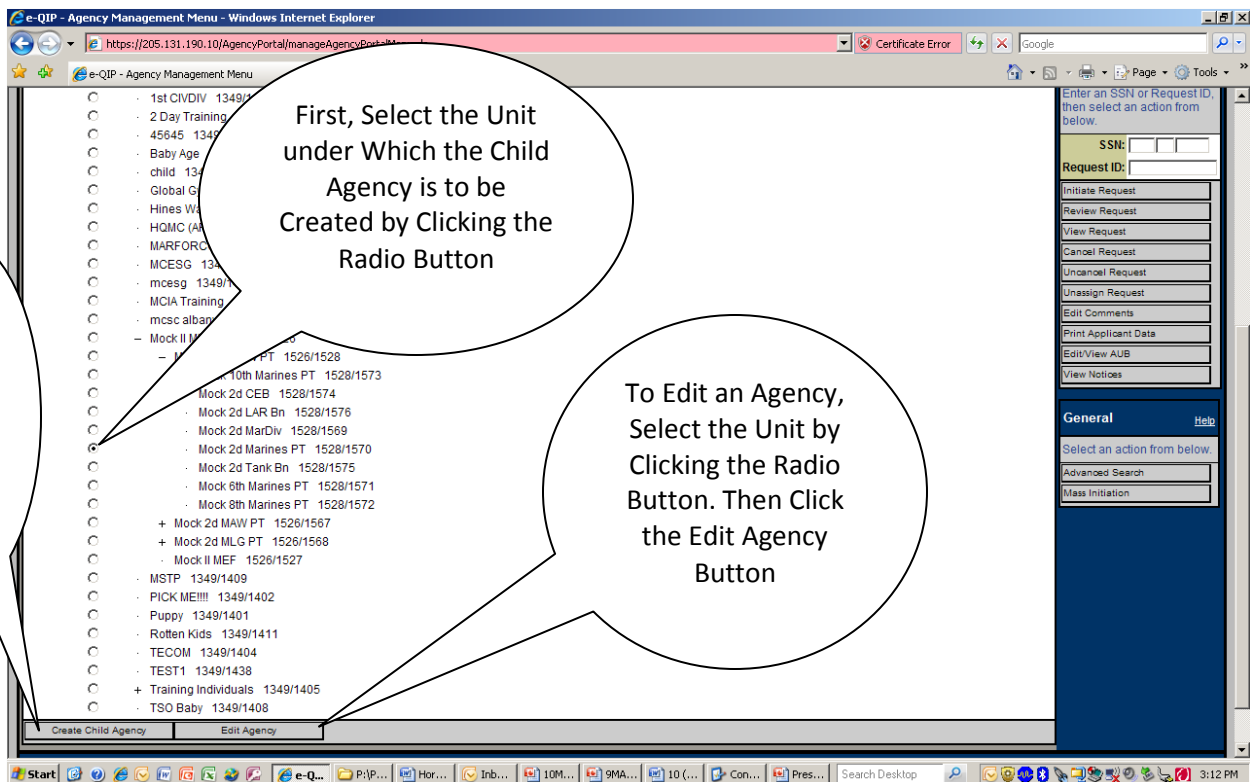 e-QIP - Agency Management Menu - Windows Internet Explorer
https://205.131.190.10/AgencyPortal/manageAgencyPortal
Certificate Error
Google
e-QIP - Agency Management Menu
Page
Tools
1st CIVDIV 1349/
2 Day Training
45645 1349
Baby Age
child 134
Global G
Hines Wa
HQMC (A
MARFORC
MCESG 134
mcesg 1349/1
MCIA Training
mcsc alban
Mock II M
PT 1526/1528
10th Marines PT 1528/1573
Mock 2d CEB 1528/1574
Mock 2d LAR Bn 1528/1576
Mock 2d MarDiv 1528/1569
Mock 2d Marines PT 1528/1570
Mock 2d Tank Bn 1528/1575
Mock 6th Marines PT 1528/1571
Mock 8th Marines PT 1528/1572
+ Mock 2d MAW PT 1526/1567
+ Mock 2d MLG PT 1526/1568
Mock II MEF 1526/1527
MSTP 1349/1409
PICK ME!!!! 1349/1402
Puppy 1349/1401
Rotten Kids 1349/1411
TECOM 1349/1404
TEST1 1349/1438
+ Training Individuals 1349/1405
TSO Baby 1349/1408
Create Child Agency
Edit Agency
First, Select the Unit
under Which the Child
Agency is to be
Created by Clicking the
Radio Button
To Edit an Agency,
Select the Unit by
Clicking the Radio
Button. Then Click
the Edit Agency
Button
Enter an SSN or Request ID,
then select an action from
below.
SSN:
Request ID:
Initiate Request
Review Request
View Request
Cancel Request
Uncancel Request
Unassign Request
Edit Comments
Print Applicant Data
Edit/View AUB
View Notices
General
Help
Select an action from below.
Advanced Search
Mass Initiation
Start
e-Q...
P:\P...
Hor...
Inb...
10M...
9MA...
10 (...
Con...
Pres...
Search Desktop
3:12 PM